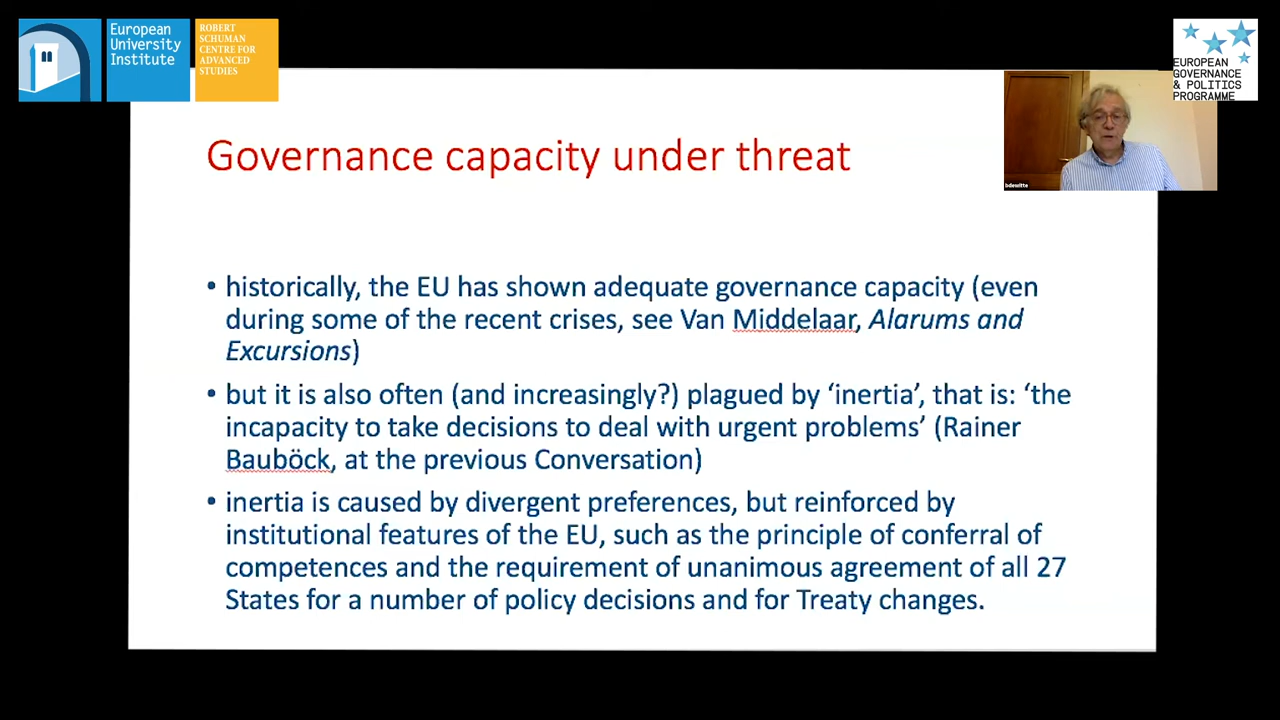 European
University
Institute
ROBERT
SCHUMAN
CENTRE FOR
ADVANCED
STUDIES
EUROPEAN
GOVERNANCE
& POLITICS
PROGRAMME
bdewitte
Governance capacity under threat
• historically, the EU has shown adequate governance capacity (even
during some of the recent crises, see Van Middelaar, Alarums and
Excursions)
• but it is also often (and increasingly?) plagued by ‘inertia’, that is: ‘the
incapacity to take decisions to deal with urgent problems’ (Rainer
Bauböck, at the previous Conversation)
• inertia is caused by divergent preferences, but reinforced by
institutional features of the EU, such as the principle of conferral of
competences and the requirement of unanimous agreement of all 27
States for a number of policy decisions and for Treaty changes.